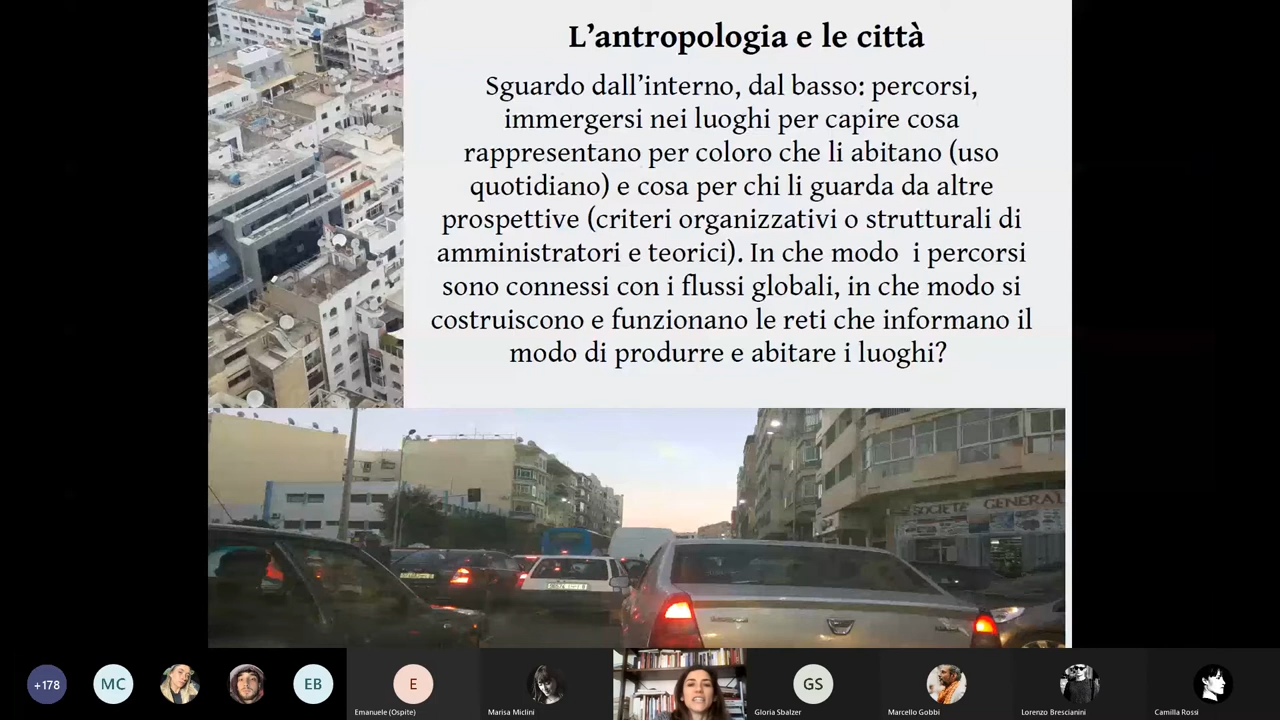 L’antropologia e le città
Sguardo dall’interno, dal basso: percorsi,
immergersi nei luoghi per capire cosa
rappresentano per coloro che li abitano (uso
quotidiano) e cosa per chi li guarda da altre
prospettive (criteri organizzativi o strutturali di
amministratori e teorici). In che modo  i percorsi
sono connessi con i flussi globali, in che modo si
costruiscono e funzionano le reti che informano il
modo di produrre e abitare i luoghi?
SOCIETE GENERAL
+178
MC
EB
E
GS
Emanuele (Ospite)
Marisa Miclini
Gloria Sbalzer
Marcello Gobbi
Lorenzo Brescianini
Camilla Rossi